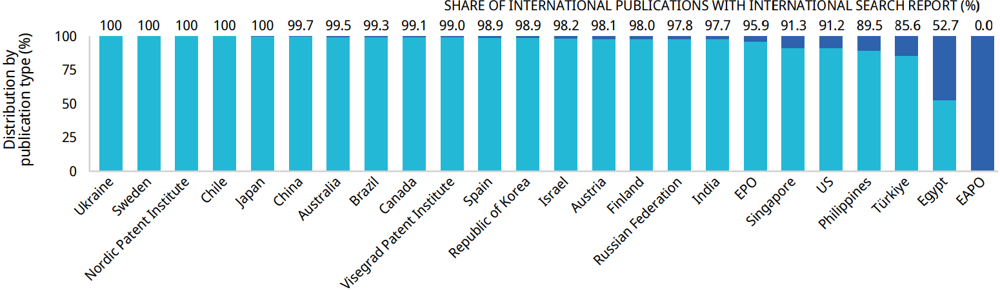 SHARE OF INTERNATIONAL PUBLICATIONS WITH INTERNATIONAL SEARCH REPORT (%)
100 100 100 100 100 99.7 99.5 99.3 99.1 99.0 98.9 98.9 98.2 98.1 98.0 97.8 97.7 95.9 91.3 91.2 89.5 85.6 52.7 0.0
Distribution by
publication type (%)
100
75
50
25
0
Ukraine
Sweden
Nordic Patent Institute
Chile
Japan
China
Australia
Brazil
Canada
Visegrad Patent Institute
Spain
Republic of Korea
Israel
Austria
Finland
Russian Federation
India
EPO
Singapore
US
Philippines
Türkiye
Egypt
EAPO